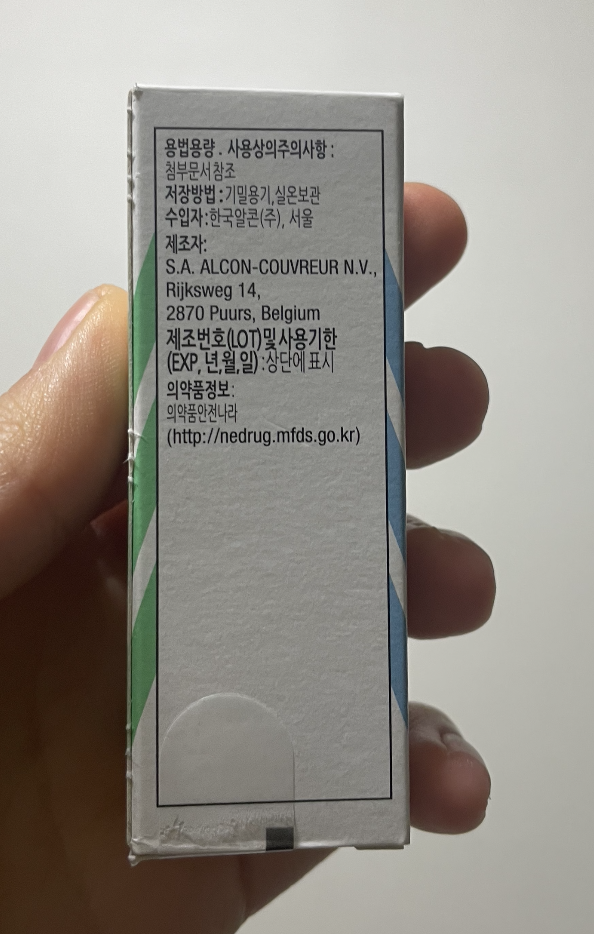 용법용량 . 사용상의주의사항 :
첨부문서참조
저장방법 : 기밀용기,실온보관
수입자:한국알콘(주), 서울
제조자:
S.A. ALCON-COUVREUR N.V.,
Rijksweg 14,
2870 Puurs, Belgium
제조번호(LOT)및사용기한
(EXP, 년,월,일) :상단에 표시
의약품정보:
의약품안전나라
(http://nedrug.mfds.go.kr)